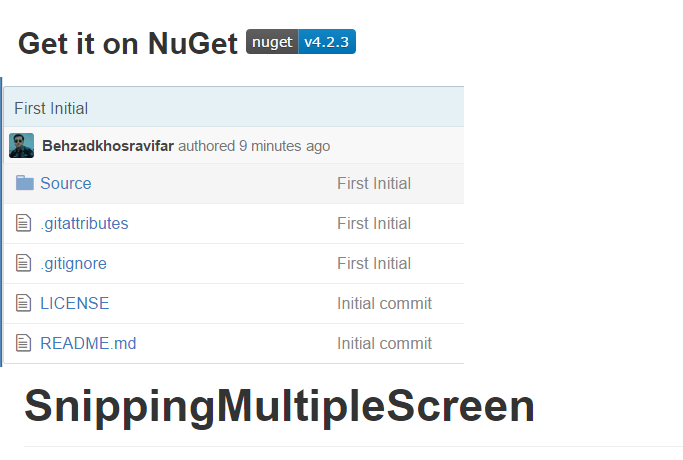 Get it on NuGet nuget v4.2.3
First Initial
Behzadkhosravifar authored 9 minutes ago
Source First Initial
.gitattributes First Initial
.gitignore First Initial
LICENSE Initial commit
README.md Initial commit
SnippingMultipleScreen